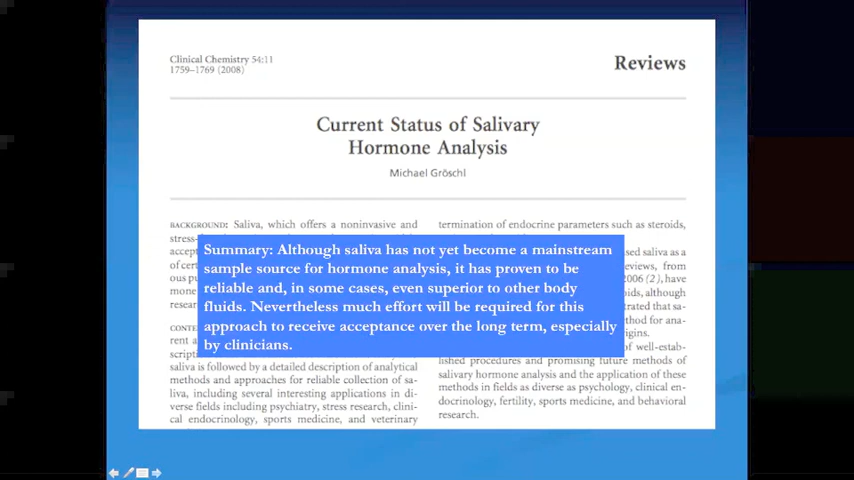 Clinical Chemistry 54:11
1759–1769 (2008)
Reviews
Current Status of Salivary
Hormone Analysis
Michael Gröschl
BACKGROUND: Saliva, which offers a noninvasive and
stress-
accep
of cert
ous pu
mone
resear
CONTE
rent a
script
saliva is followed by a detailed description of analytical
methods and approaches for reliable collection of sa-
liva, including several interesting applications in di-
verse fields including psychiatry, stress research, clini-
cal endocrinology, sports medicine, and veterinary
termination of endocrine parameters such as steroids,
sed saliva as a
eviews, from
2006 (2), have
oids, although
trated that sa-
thod for ana-
rigins.
of well-estab-
lished procedures and promising future methods of
salivary hormone analysis and the application of these
methods in fields as diverse as psychology, clinical en-
docrinology, fertility, sports medicine, and behavioral
research.
Summary: Although saliva has not yet become a mainstream
sample source for hormone analysis, it has proven to be
reliable and, in some cases, even superior to other body
fluids. Nevertheless much effort will be required for this
approach to receive acceptance over the long term, especially
by clinicians.